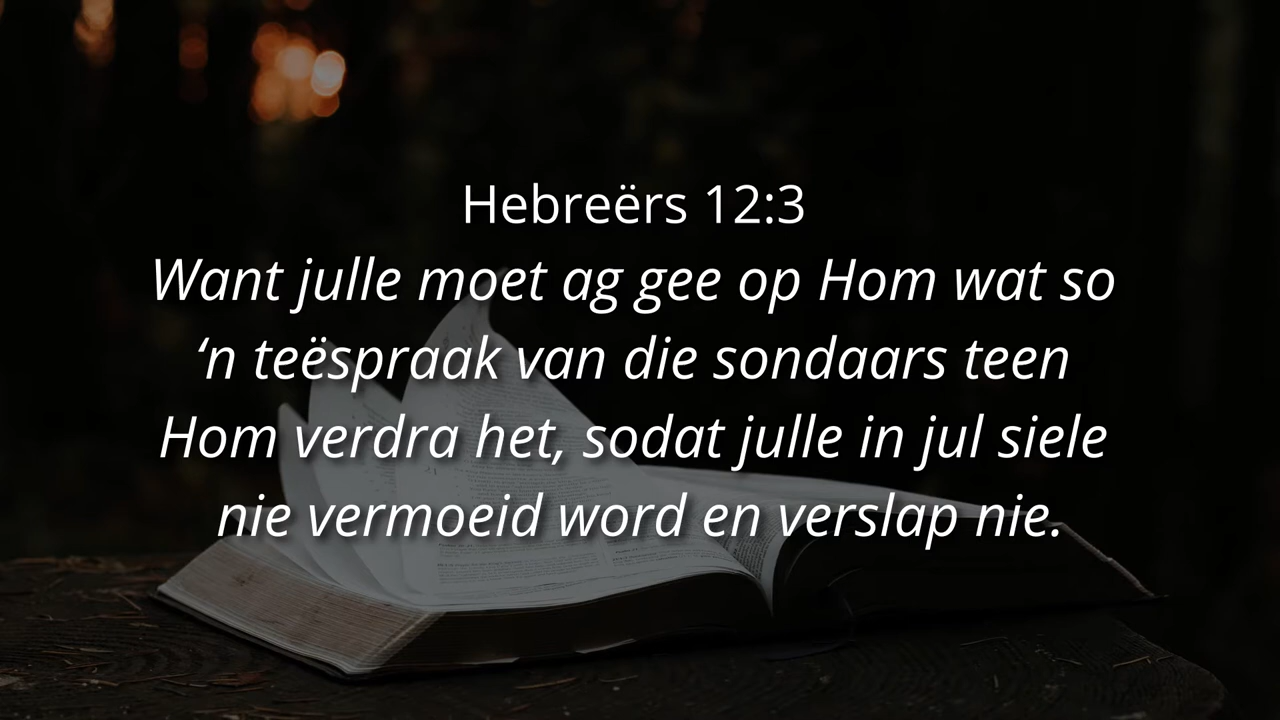 Hebreërs 12:3
Want julle moet ag gee op Hom wat so
‘n teëspraak van die sondaars teen
Hom verdra het, sodat julle in jul siele
nie vermoeid word en verslap nie.